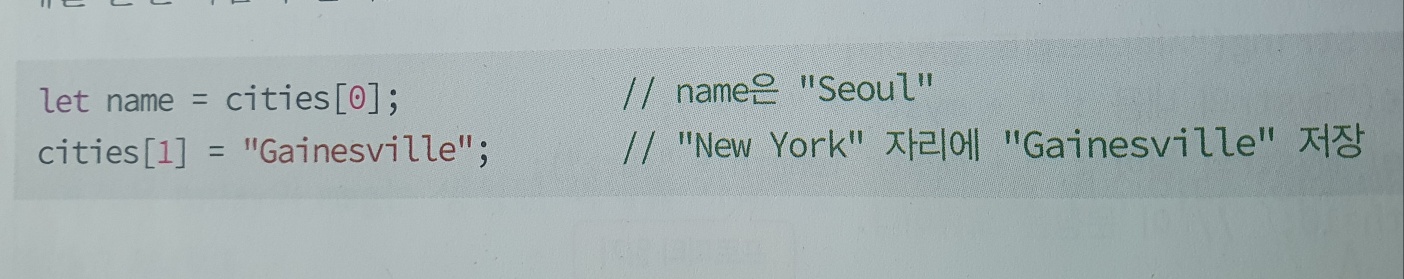 let name = cities[0]; // name은 "Seoul"
cities[1] = "Gainesville"; // "New York" 자리에 "Gainesville" 저장